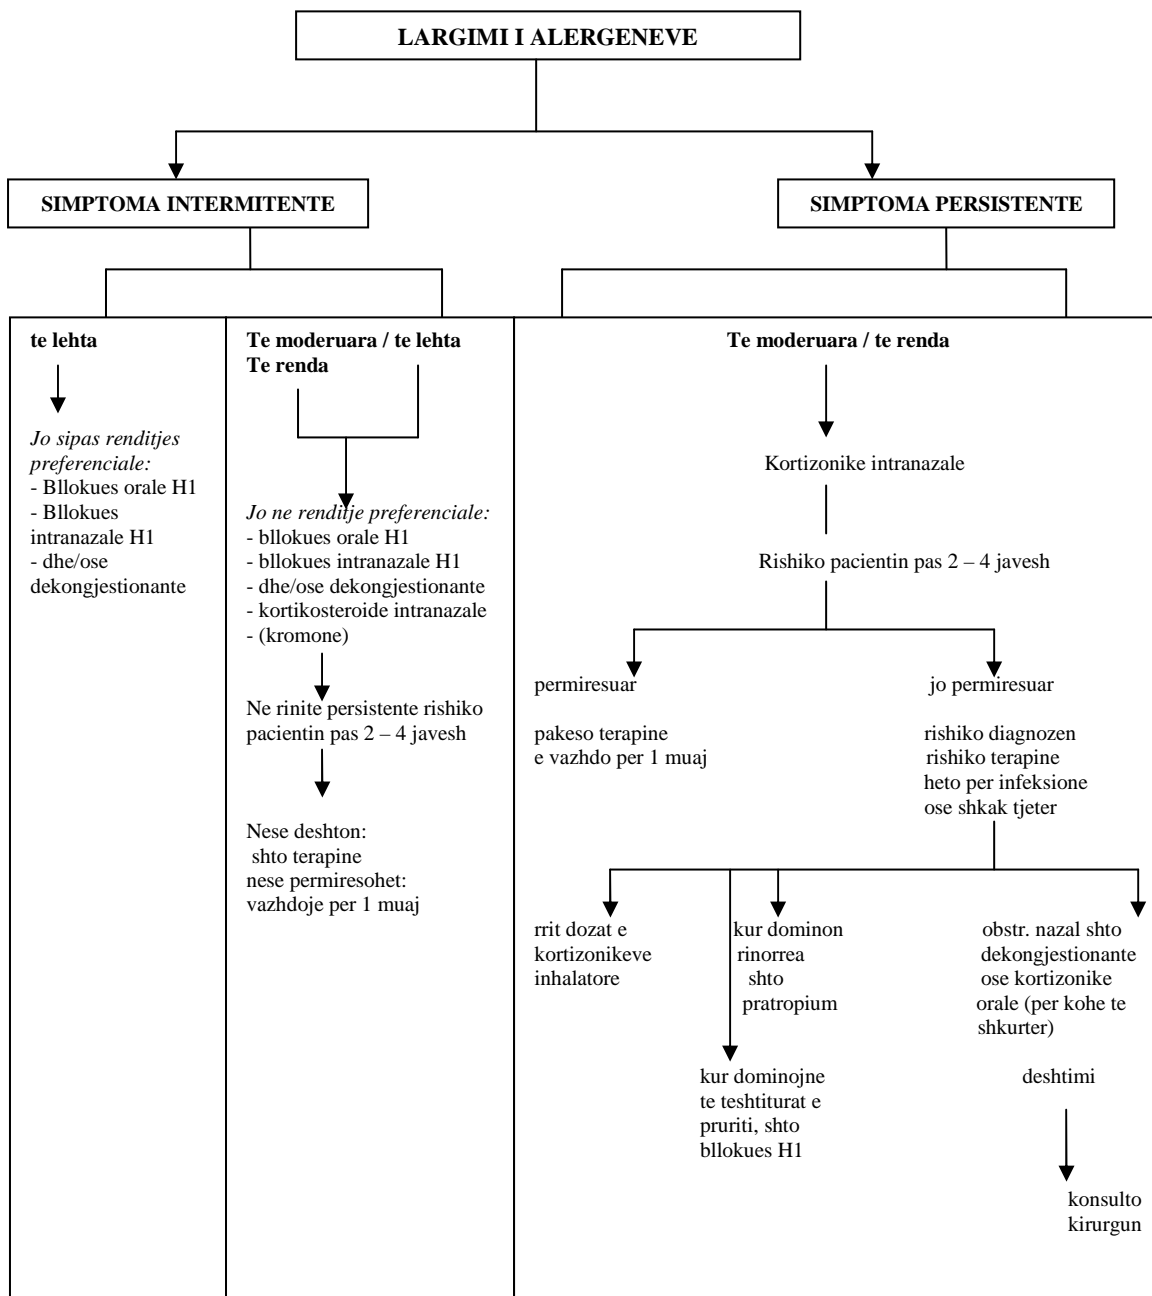 LARGIMI I ALERGENEVE
SIMPTOMA INTERMITENTE
SIMPTOMA PERSISTENTE
te lehta
Jo sipas renditjes
preferenciale:
- Bllokues orale H1
- Bllokues
intranazale H1
- dhe/ose
dekongjestionante
Te moderuara / te lehta
Te renda
Jo ne renditje preferenciale:
- bllokues orale H1
- bllokues intranazale H1
- dhe/ose dekongjestionante
- kortikosteroide intranazale
- (kromone)
Ne rinite persistente rishiko
pacientin pas 2 – 4 javesh
Nese deshton:
shto terapine
nese permiresohet:
vazhdoje per 1 muaj
Te moderuara / te renda
Kortizonike intranazale
Rishiko pacientin pas 2 – 4 javesh
permiresuar
pakeso terapine
e vazhdo per 1 muaj
jo permiresuar
rishiko diagnozen
rishiko terapine
heto per infeksione
ose shkak tjeter
rrit dozat e
kortizonikeve
inhalatore
kur dominon
rinorrea
shto
pratropium
obstr. nazal shto
dekongjestionante
ose kortizonike
orale (per kohe te
shkurter)
kur dominojne
te teshtiturat e
pruriti, shto
bllokues H1
deshtimi
konsulto
kirurgun